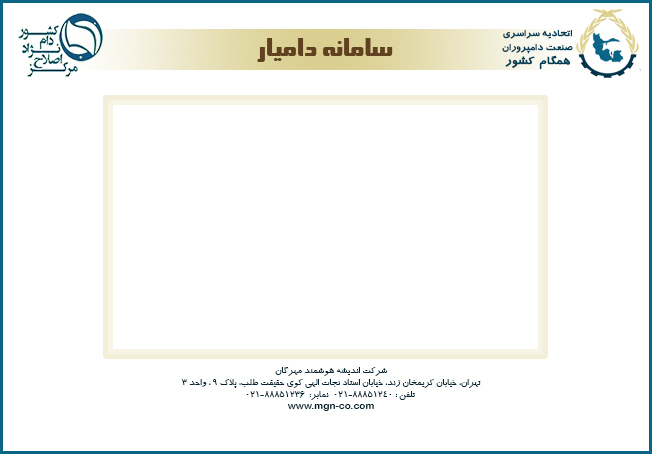 اتحادیه سراسری
صنعت دامپروران
همگام کشور
سامانه دامیار
مرکز
اصلاح
نژاد
دام
کشور
شرکت اندیشه هوشمند مهرگان
تهران، خیابان کریمخان زند، خیابان استاد نجات الهی کوی حقیقت طلب، پلاک ۹ ، واحد ۳
تلفن : ۸۸۸۵۱۲۴۰-۰۲۱ نمابر: ۸۸۸۵۱۲۳۶-۰۲۱
www.mgn-co.com